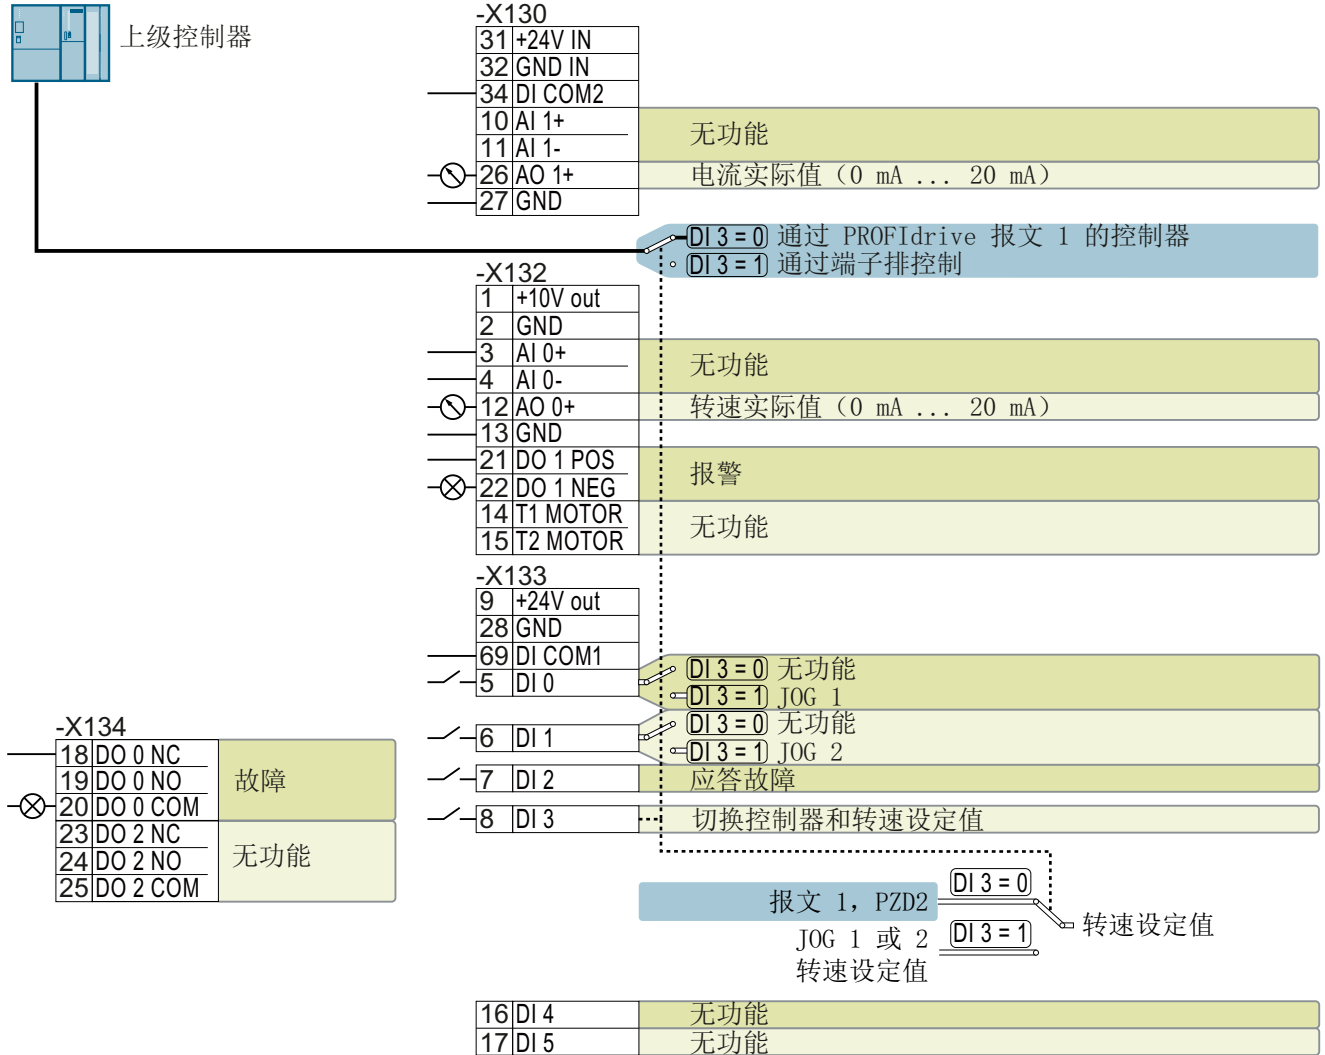 上级控制器
-X130
31 +24V IN
32 GND IN
34 DI COM2
10 AI 1+
11 AI 1-
无功能
26 AO 1+ 电流实际值（0 mA ... 20 mA）
27 GND
DI 3 = 0 通过 PROFIdrive 报文 1 的控制器
DI 3 = 1 通过端子排控制
-X132
1 +10V out
2 GND
3 AI 0+
4 AI 0-
无功能
12 AO 0+ 转速实际值（0 mA ... 20 mA）
13 GND
21 DO 1 POS
22 DO 1 NEG
报警
14 T1 MOTOR
15 T2 MOTOR
无功能
-X133
9 +24V out
28 GND
69 DI COM1
5 DI 0
DI 3 = 0 无功能
DI 3 = 1 JOG 1
6 DI 1
DI 3 = 0 无功能
DI 3 = 1 JOG 2
7 DI 2 应答故障
8 DI 3 切换控制器和转速设定值
-X134
18 DO 0 NC
19 DO 0 NO
20 DO 0 COM
故障
23 DO 2 NC
24 DO 2 NO
25 DO 2 COM
无功能
报文 1，PZD2 DI 3 = 0
JOG 1 或 2 DI 3 = 1
转速设定值
转速设定值
16 DI 4 无功能
17 DI 5 无功能